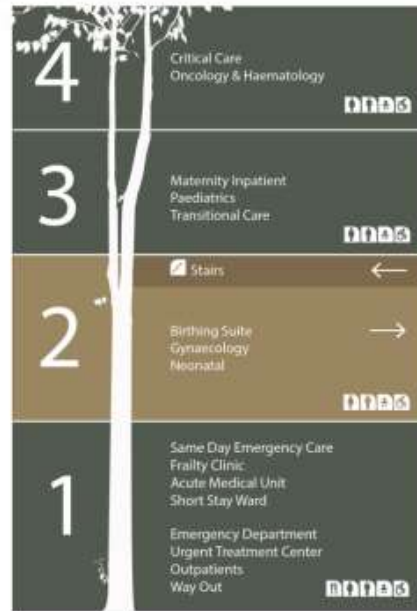 4
Critical Care
Oncology & Haematology
3
Maternity Inpatient
Paediatrics
Transitional Care
Stairs
2
Birthing Suite
Gynaecology
Neonatal
1
Same Day Emergency Care
Frailty Clinic
Acute Medical Unit
Short Stay Ward
Emergency Department
Urgent Treatment Center
Outpatients
Way Out